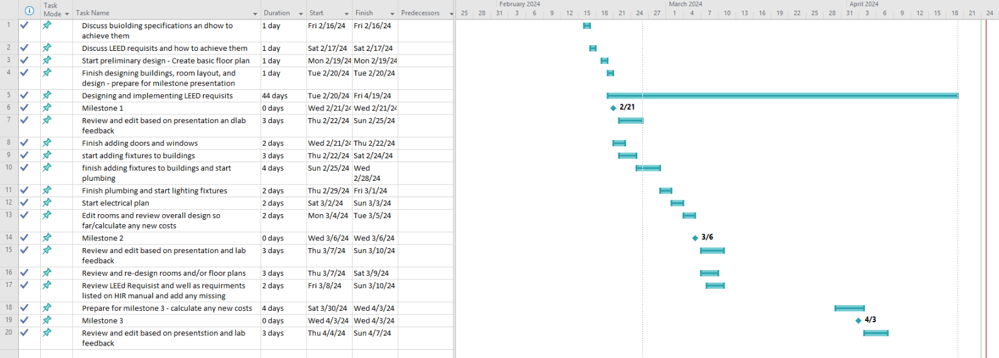 February 2024 March 2024 April 2024
Task Mode Task Name Duration Start Finish Predecessors 25 28 31 3 6 9 12 15 18 21 24 27 1 4 7 10 13 16 19 22 25 28 31 3 6 9 12 15 18 21 24
1 Discuss buiolding specifications an dhow to 1 day Fri 2/16/24 Fri 2/16/24
achieve them
2 Discuss LEED requisits and how to achieve them 1 day Sat 2/17/24 Sat 2/17/24
3 Start preliminary design - Create basic floor plan 1 day Mon 2/19/24 Mon 2/19/24
4 Finish designing buildings, room layout, and 1 day Tue 2/20/24 Tue 2/20/24
design - prepare for milestone presentation
5 Designing and implementing LEED requisits 44 days Tue 2/20/24 Fri 4/19/24
6 Milestone 1 0 days Wed 2/21/24 Wed 2/21/24 2/21
7 Review and edit based on presentation an dlab 3 days Thu 2/22/24 Sun 2/25/24
feedback
8 Finish adding doors and windows 2 days Wed 2/21/24 Thu 2/22/24
9 start adding fixtures to buildings 3 days Thu 2/22/24 Sat 2/24/24
10 finish adding fixtures to buildings and start 4 days Sun 2/25/24 Wed
plumbing 2/28/24
11 Finish plumbing and start lighting fixtures 2 days Thu 2/29/24 Fri 3/1/24
12 Start electrical plan 2 days Sat 3/2/24 Sun 3/3/24
13 Edit rooms and review overall design so 2 days Mon 3/4/24 Tue 3/5/24
far/calculate any new costs
14 Milestone 2 0 days Wed 3/6/24 Wed 3/6/24 3/6
15 Review and edit based on presentation and lab 3 days Thu 3/7/24 Sun 3/10/24
feedback
16 Review and re-design rooms and/or floor plans 3 days Thu 3/7/24 Sat 3/9/24
17 Review LEEd Requisist and well as requirments 2 days Fri 3/8/24 Sun 3/10/24
listed on HIR manual and add any missing
18 Prepare for milestone 3 - calculate any new costs 4 days Sat 3/30/24 Wed 4/3/24
19 Milestone 3 0 days Wed 4/3/24 Wed 4/3/24 4/3
20 Review and edit based on presentstion and lab 3 days Thu 4/4/24 Sun 4/7/24
feedback